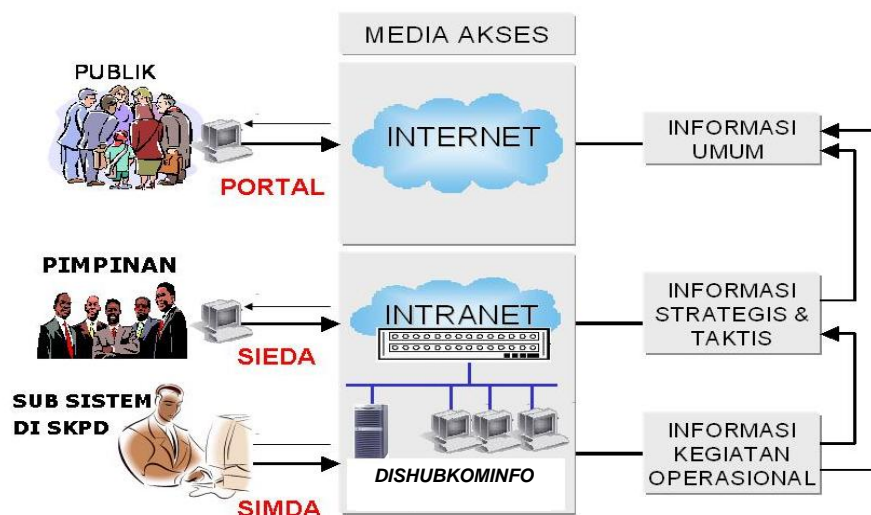 MEDIA AKSES
PUBLIK
INTERNET
PORTAL
INFORMASI
UMUM
PIMPINAN
INTRANET
SIEDA
INFORMASI
STRATEGIS &
TAKTIS
SUB SISTEM
DI SKPD
SIMDA
DISHUBKOMINFO
INFORMASI
KEGIATAN
OPERASIONAL